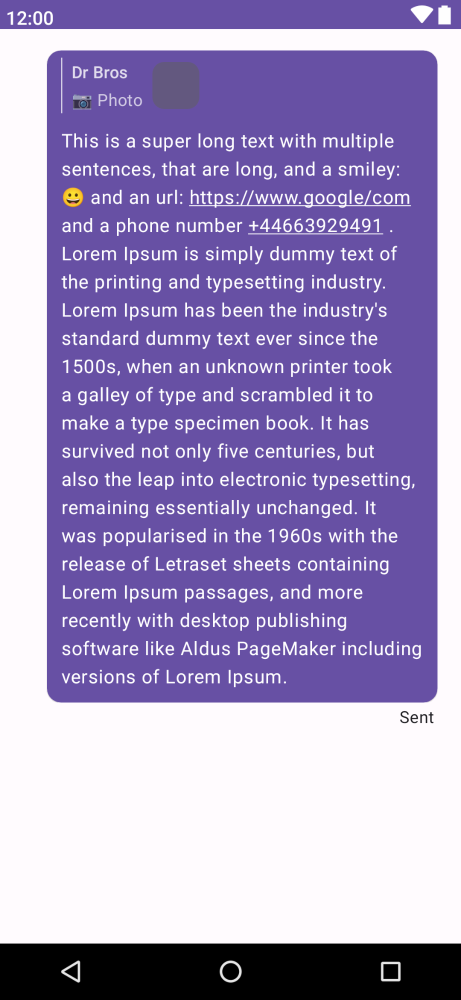 12:00
Dr Bros
📷 Photo
This is a super long text with multiple
sentences, that are long, and a smiley:
😀 and an url: https://www.google/com
and a phone number +44663929491 .
Lorem Ipsum is simply dummy text of
the printing and typesetting industry.
Lorem Ipsum has been the industry's
standard dummy text ever since the
1500s, when an unknown printer took
a galley of type and scrambled it to
make a type specimen book. It has
survived not only five centuries, but
also the leap into electronic typesetting,
remaining essentially unchanged. It
was popularised in the 1960s with the
release of Letraset sheets containing
Lorem Ipsum passages, and more
recently with desktop publishing
software like Aldus PageMaker including
versions of Lorem Ipsum.
Sent